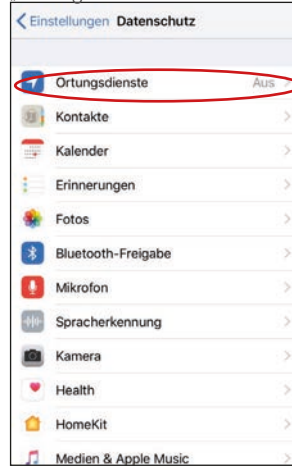 Einstellungen Datenschutz
Ortungsdienste Aus
Kontakte
Kalender
Erinnerungen
Fotos
Bluetooth-Freigabe
Mikrofon
Spracherkennung
Kamera
Health
HomeKit
Medien & Apple Music